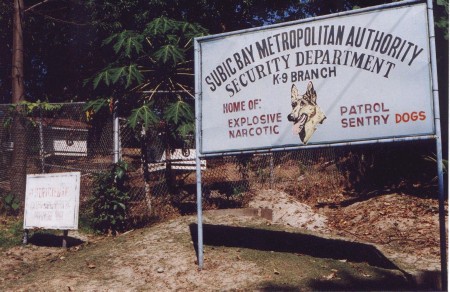 SUBIC BAY METROPOLITAN AUTHORITY
SECURITY DEPARTMENT
K-9 BRANCH
HOME OF:
EXPLOSIVE PATROL
NARCOTIC SENTRY DOGS